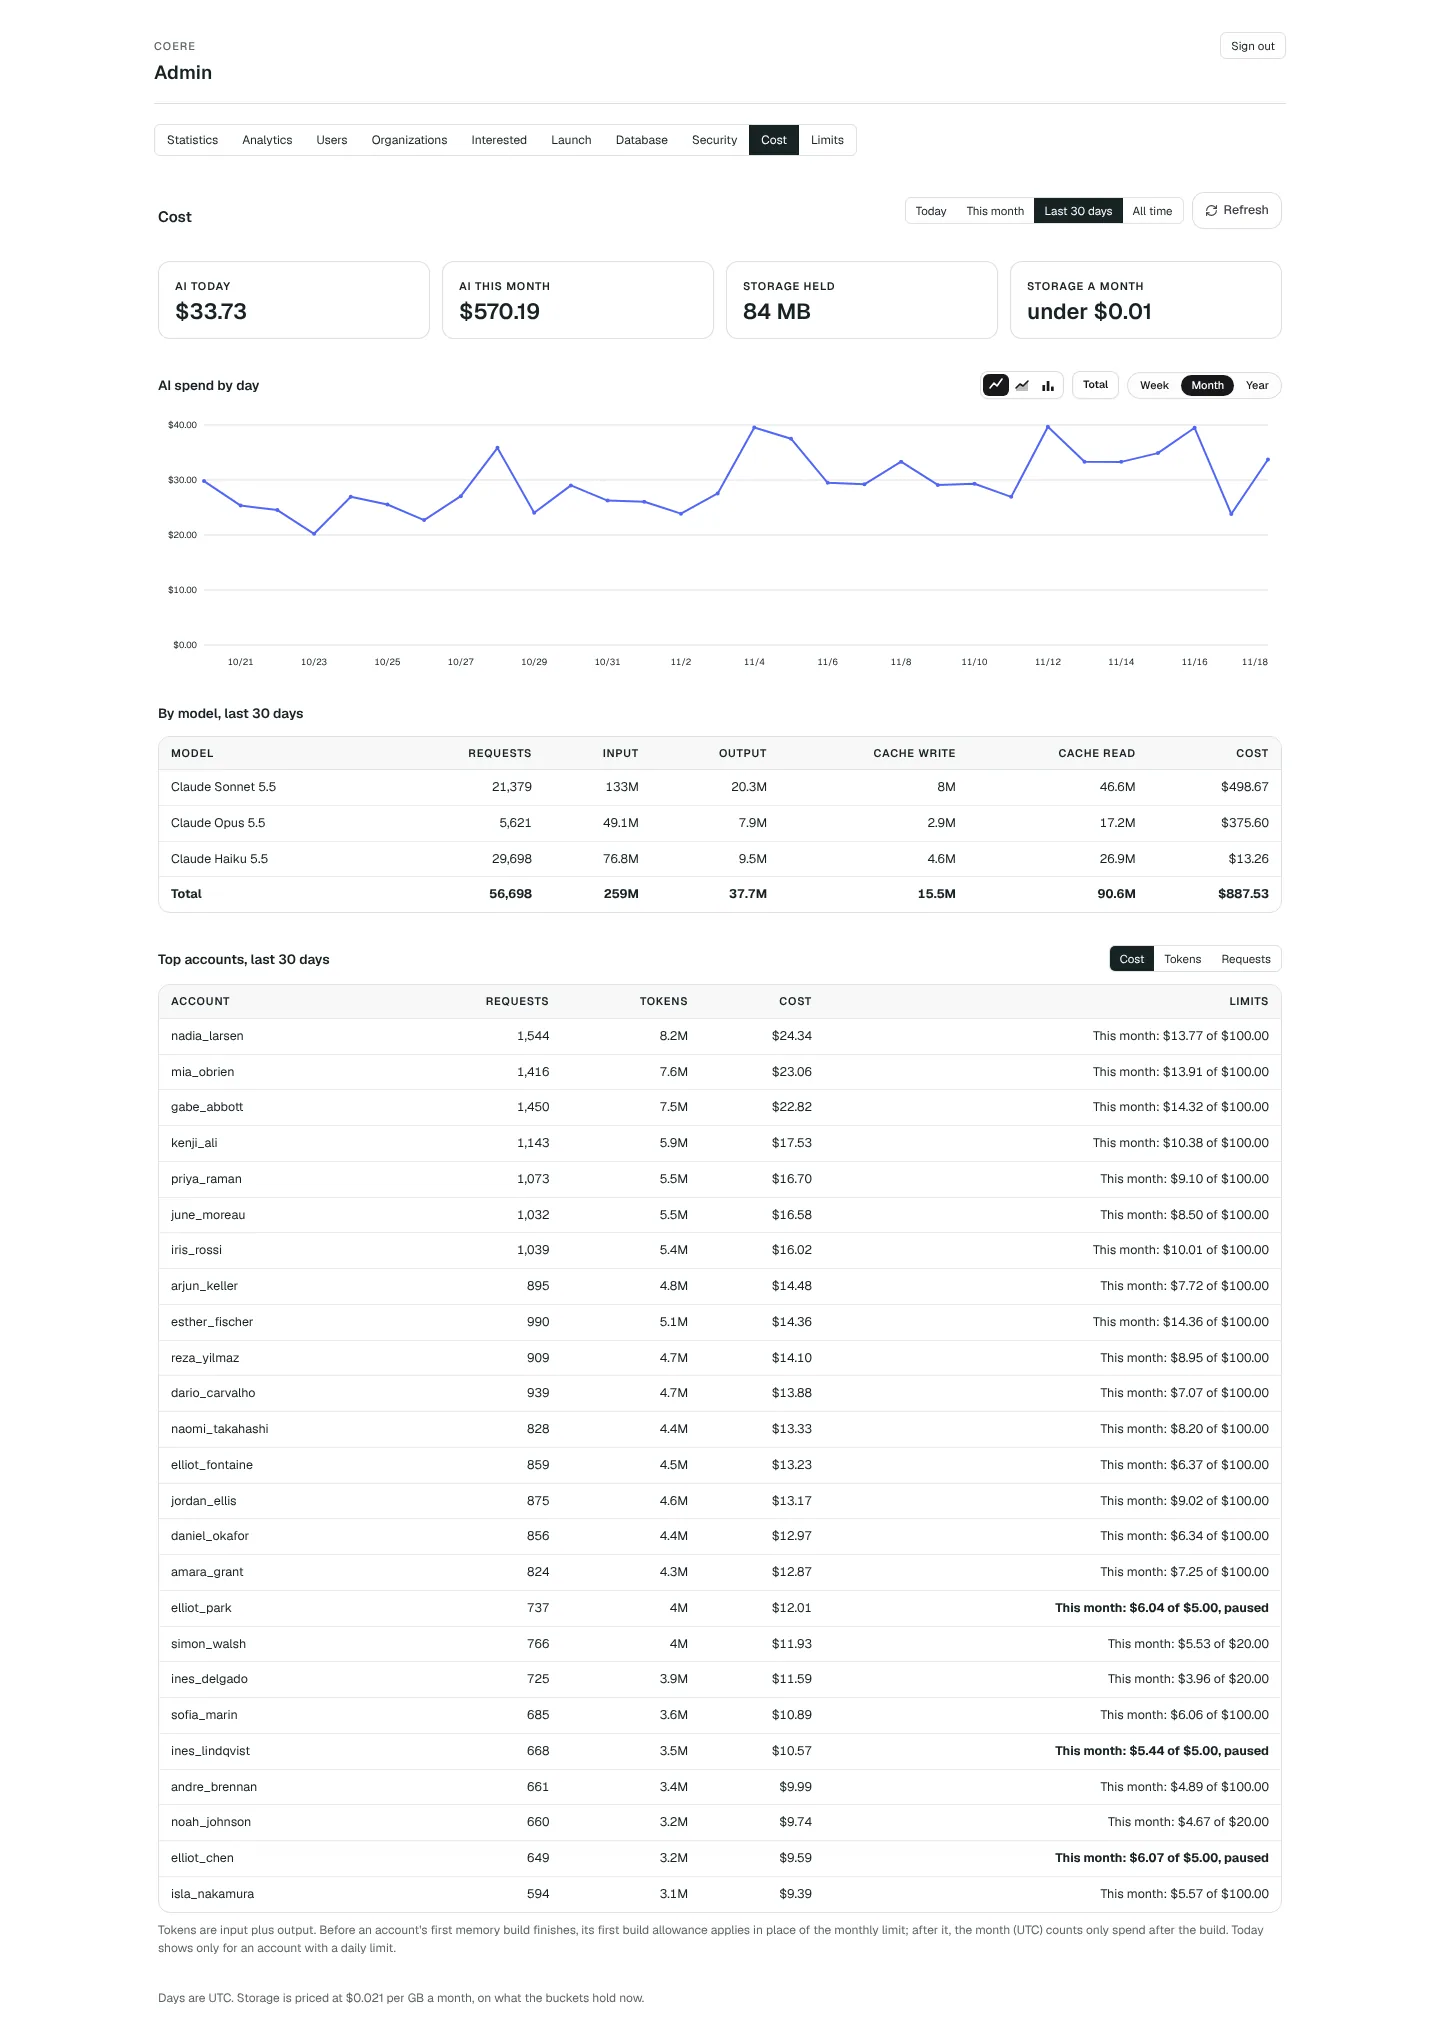 COERE
Sign out
Admin
Statistics Analytics Users Organizations Interested Launch Database Security Cost Limits
Cost
Today This month Last 30 days All time Refresh
AI TODAY
$33.73
AI THIS MONTH
$570.19
STORAGE HELD
84 MB
STORAGE A MONTH
under $0.01
AI spend by day
Total Week Month Year
$40.00
$30.00
$20.00
$10.00
$0.00
10/21 10/23 10/25 10/27 10/29 10/31 11/2 11/4 11/6 11/8 11/10 11/12 11/14 11/16 11/18
By model, last 30 days
MODEL REQUESTS INPUT OUTPUT CACHE WRITE CACHE READ COST
Claude Sonnet 5.5 21,379 133M 20.3M 8M 46.6M $498.67
Claude Opus 5.5 5,621 49.1M 7.9M 2.9M 17.2M $375.60
Claude Haiku 5.5 29,698 76.8M 9.5M 4.6M 26.9M $13.26
Total 56,698 259M 37.7M 15.5M 90.6M $887.53
Top accounts, last 30 days
Cost Tokens Requests
ACCOUNT REQUESTS TOKENS COST LIMITS
nadia_larsen 1,544 8.2M $24.34 This month: $13.77 of $100.00
mia_obrien 1,416 7.6M $23.06 This month: $13.91 of $100.00
gabe_abbott 1,450 7.5M $22.82 This month: $14.32 of $100.00
kenji_ali 1,143 5.9M $17.53 This month: $10.38 of $100.00
priya_raman 1,073 5.5M $16.70 This month: $9.10 of $100.00
june_moreau 1,032 5.5M $16.58 This month: $8.50 of $100.00
iris_rossi 1,039 5.4M $16.02 This month: $10.01 of $100.00
arjun_keller 895 4.8M $14.48 This month: $7.72 of $100.00
esther_fischer 990 5.1M $14.36 This month: $14.36 of $100.00
reza_yilmaz 909 4.7M $14.10 This month: $8.95 of $100.00
dario_carvalho 939 4.7M $13.88 This month: $7.07 of $100.00
naomi_takahashi 828 4.4M $13.33 This month: $8.20 of $100.00
elliot_fontaine 859 4.5M $13.23 This month: $6.37 of $100.00
jordan_ellis 875 4.6M $13.17 This month: $9.02 of $100.00
daniel_okafor 856 4.4M $12.97 This month: $6.34 of $100.00
amara_grant 824 4.3M $12.87 This month: $7.25 of $100.00
elliot_park 737 4M $12.01 This month: $6.04 of $5.00, paused
simon_walsh 766 4M $11.93 This month: $5.53 of $20.00
ines_delgado 725 3.9M $11.59 This month: $3.96 of $20.00
sofia_marin 685 3.6M $10.89 This month: $6.06 of $100.00
ines_lindqvist 668 3.5M $10.57 This month: $5.44 of $5.00, paused
andre_brennan 661 3.4M $9.99 This month: $4.89 of $100.00
noah_johnson 660 3.2M $9.74 This month: $4.67 of $20.00
elliot_chen 649 3.2M $9.59 This month: $6.07 of $5.00, paused
isla_nakamura 594 3.1M $9.39 This month: $5.57 of $100.00
Tokens are input plus output. Before an account's first memory build finishes, its first build allowance applies in place of the monthly limit; after it, the month (UTC) counts only spend after the build. Today
shows only for an account with a daily limit.
Days are UTC. Storage is priced at $0.021 per GB a month, on what the buckets hold now.